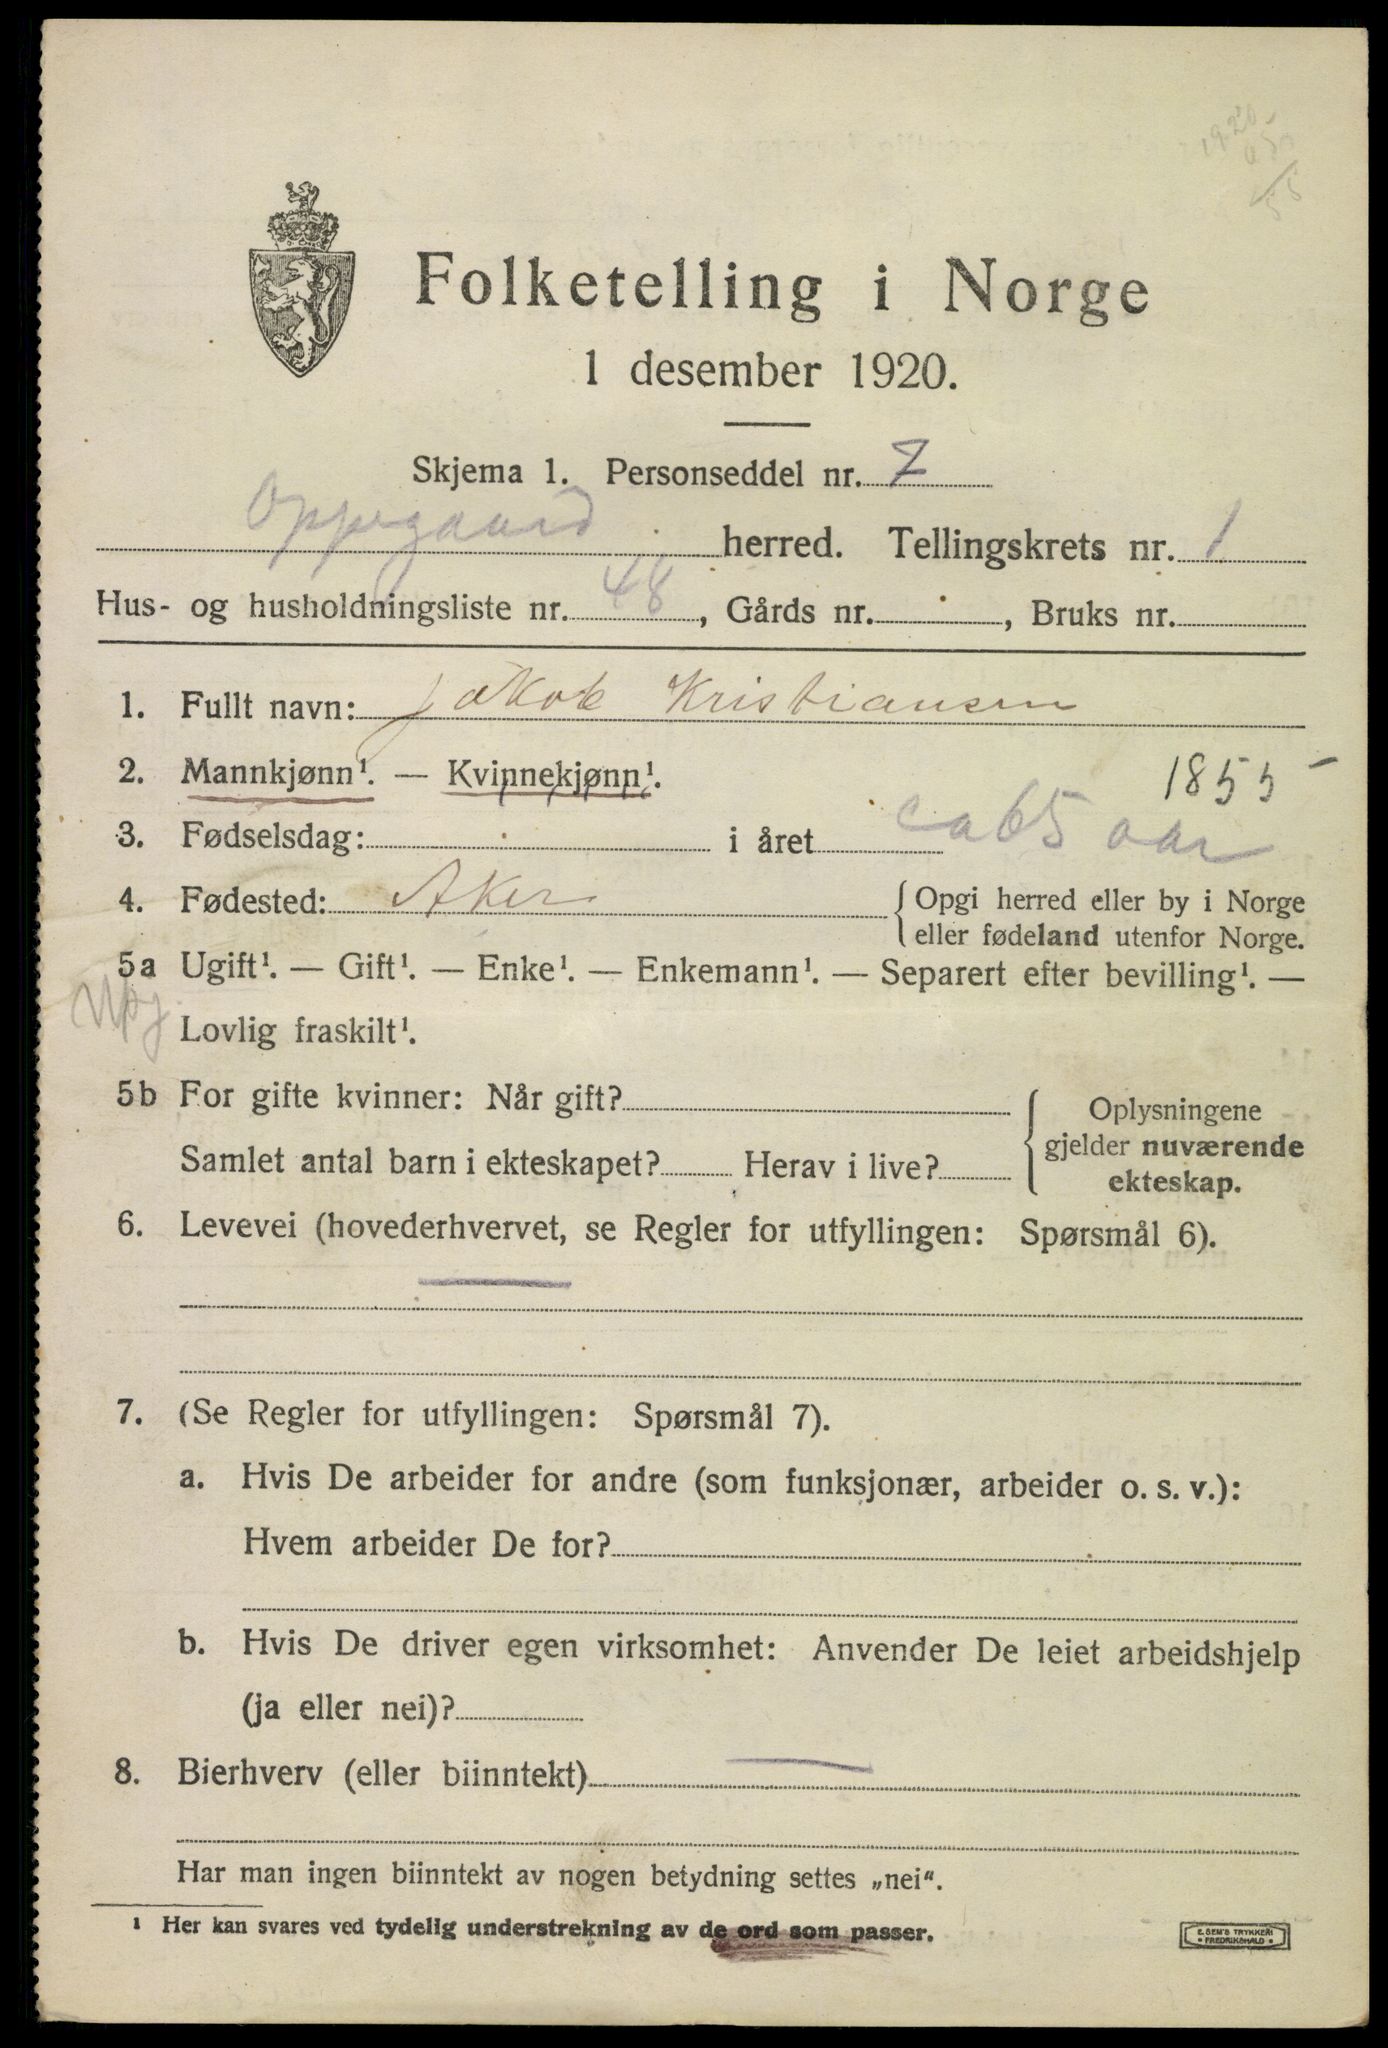 1920
Folketelling i Norge
1 desember 1920.
Skjema 1. Personseddel nr. 7
Oppegaard herred. Tellingskrets nr. 1
Hus- og husholdningsliste nr. 48, Gårds nr. , Bruks nr.
1. Fullt navn: Jakob Kristiansen
2. Mannkjønn¹. — Kvinnekjønn¹.
1855
3. Fødselsdag: i året ca 65 aar
4. Fødested: Aker {Opgi herred eller by i Norge
eller fødeland utenfor Norge.
5a Ugift¹. — Gift¹. — Enke¹. — Enkemann¹. — Separert efter bevilling¹. —
Lovlig fraskilt¹.
5b For gifte kvinner: Når gift?
Samlet antal barn i ekteskapet? Herav i live?
{Oplysningene
gjelder nuværende
ekteskap.
6. Levevei (hovederhvervet, se Regler for utfyllingen: Spørsmål 6).
—
7. (Se Regler for utfyllingen: Spørsmål 7).
a. Hvis De arbeider for andre (som funksjonær, arbeider o. s. v.):
Hvem arbeider De for?
b. Hvis De driver egen virksomhet: Anvender De leiet arbeidshjelp
(ja eller nei)?
8. Bierhverv (eller biinntekt) —
Har man ingen biinntekt av nogen betydning settes „nei“.
¹ Her kan svares ved tydelig understrekning av de ord som passer.
E. SEM'S TRYKKERI
• FREDRIKSHALD •